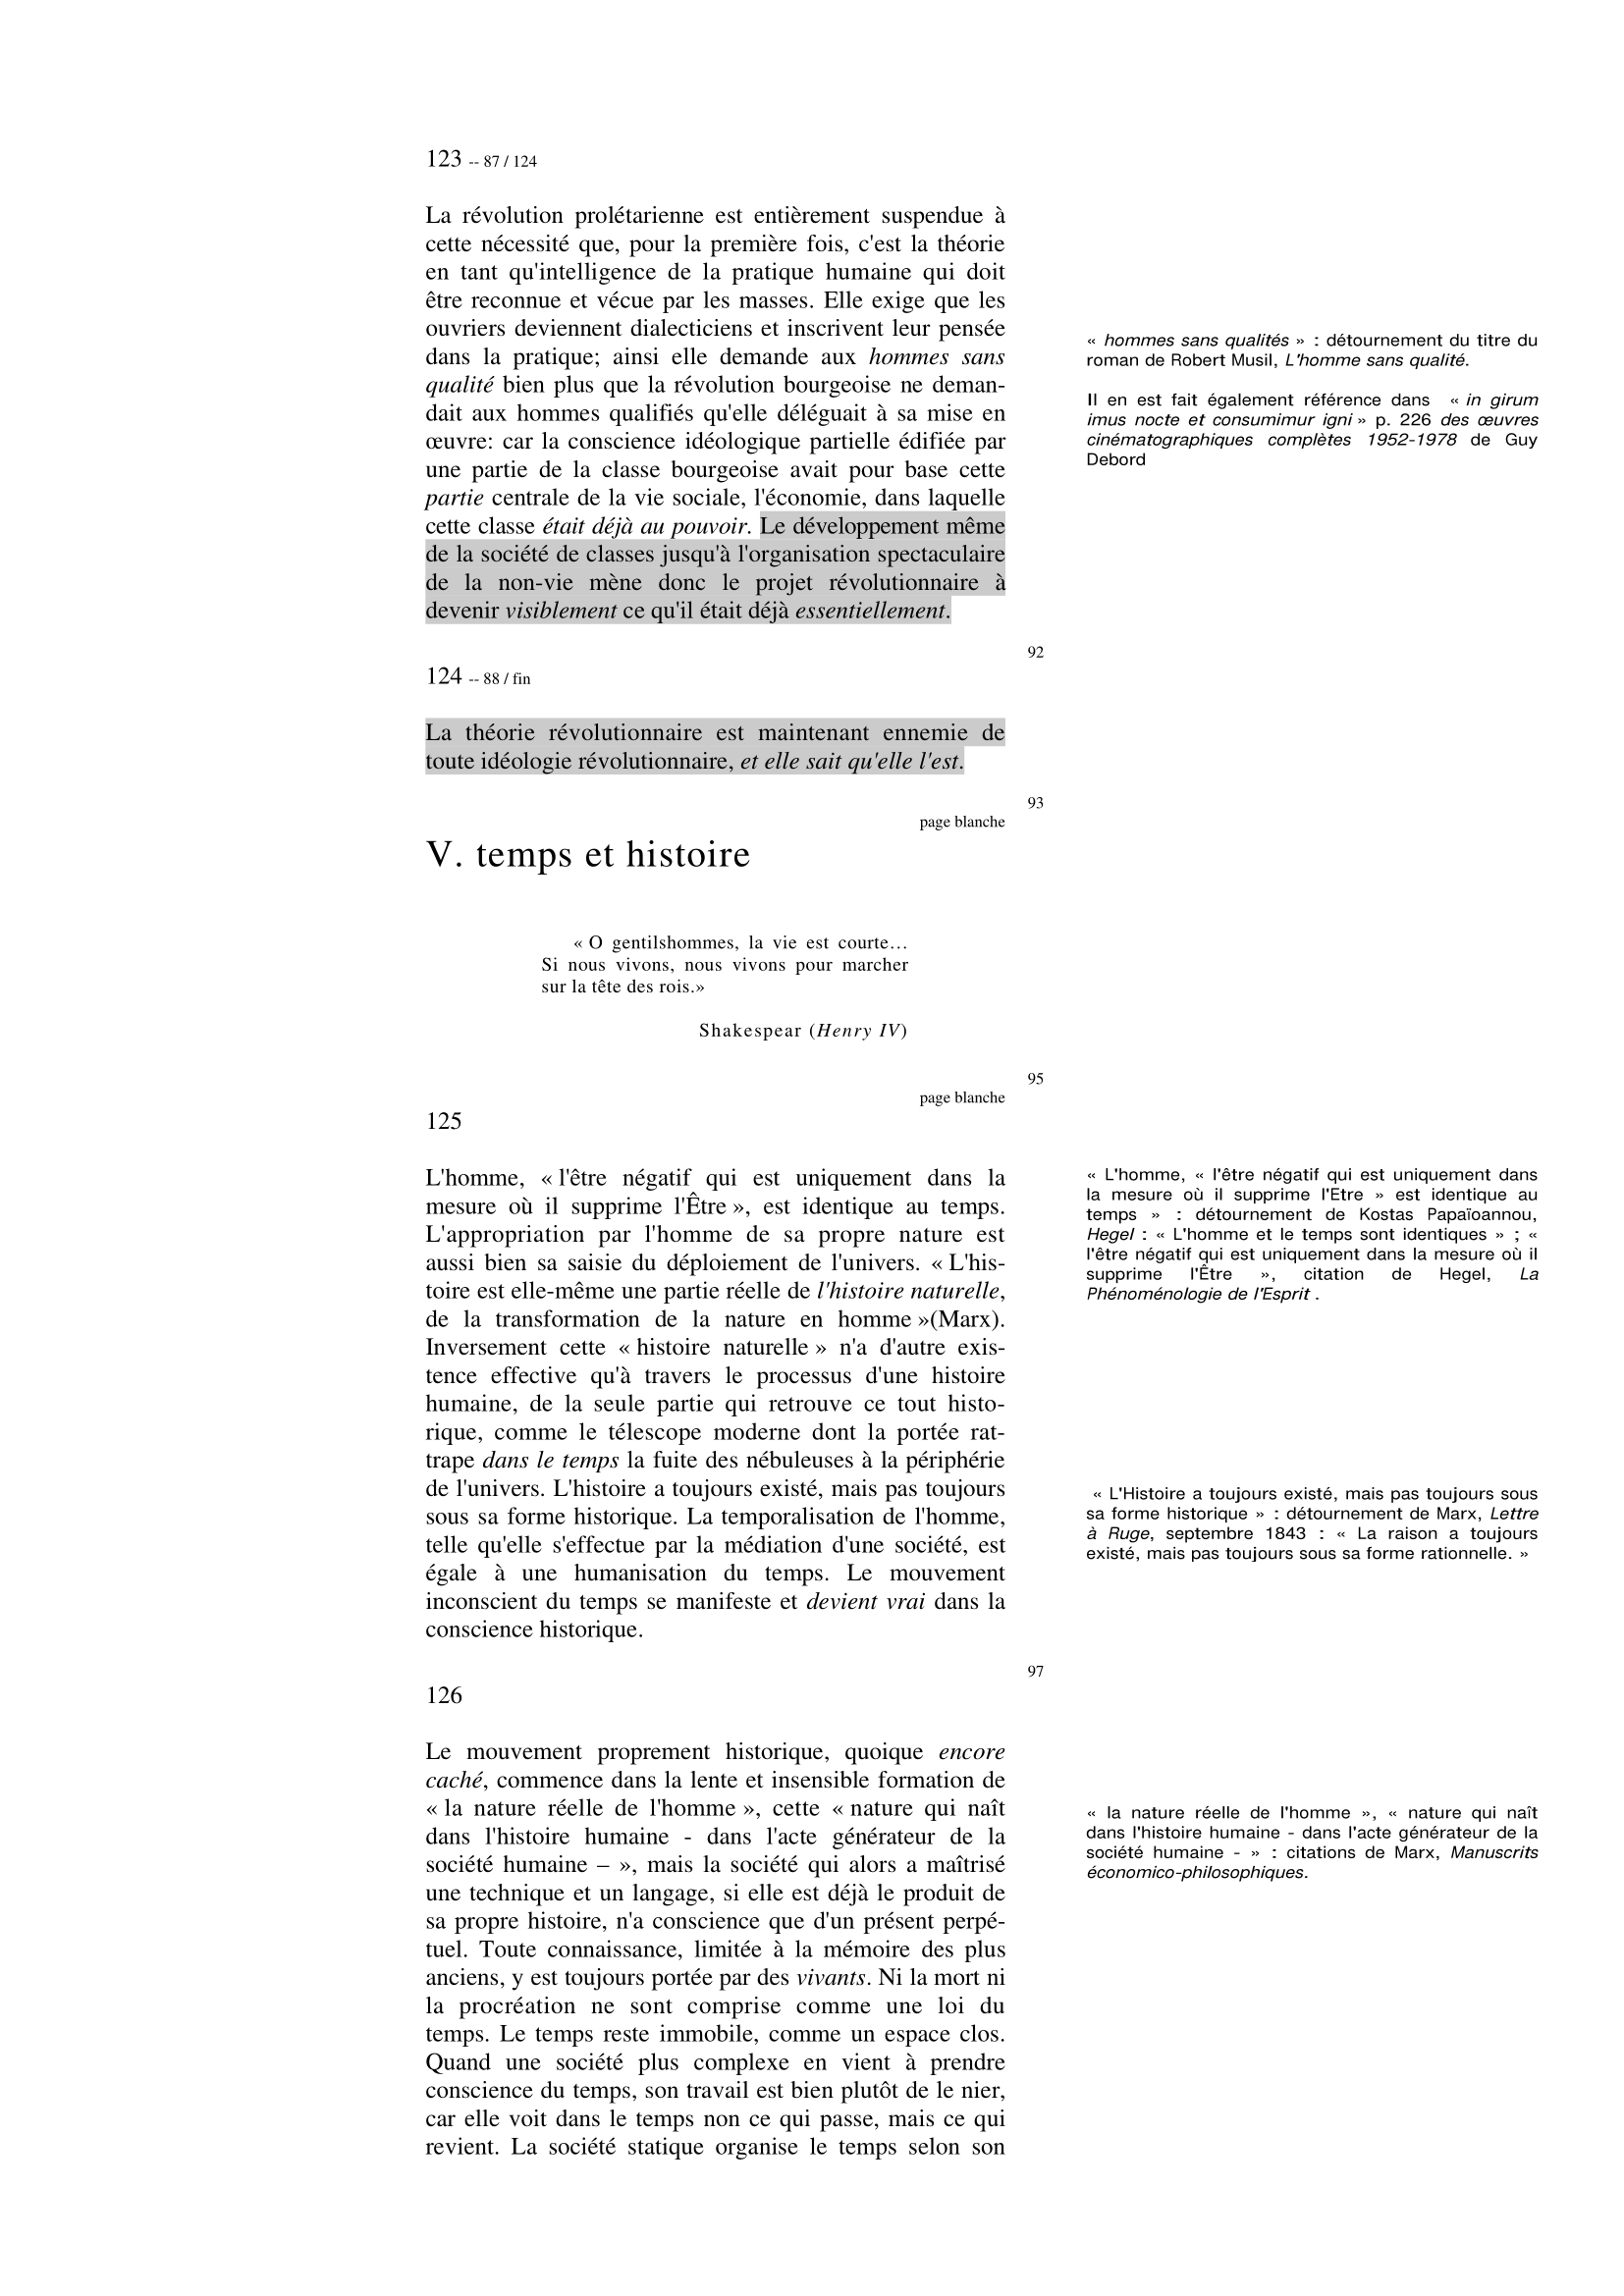 123 -- 87 / 124
La révolution prolétarienne est entièrement suspendue à
cette nécessité que, pour la première fois, c'est la théorie
en tant qu'intelligence de la pratique humaine qui doit
être reconnue et vécue par les masses. Elle exige que les
ouvriers deviennent dialecticiens et inscrivent leur pensée
dans la pratique; ainsi elle demande aux hommes sans
qualité bien plus que la révolution bourgeoise ne deman-
dait aux hommes qualifiés qu'elle déléguait à sa mise en
œuvre: car la conscience idéologique partielle édifiée par
une partie de la classe bourgeoise avait pour base cette
partie centrale de la vie sociale, l'économie, dans laquelle
cette classe était déjà au pouvoir. Le développement même
de la société de classes jusqu'à l'organisation spectaculaire
de la non-vie mène donc le projet révolutionnaire à
devenir visiblement ce qu'il était déjà essentiellement.
« hommes sans qualités » : détournement du titre du
roman de Robert Musil, L'homme sans qualité.
Il en est fait également référence dans « in girum
imus nocte et consumimur igni » p. 226 des œuvres
cinématographiques complètes 1952-1978 de Guy
Debord
92
124 -- 88 / fin
La théorie révolutionnaire est maintenant ennemie de
toute idéologie révolutionnaire, et elle sait qu'elle l'est.
93
page blanche
V. temps et histoire
« O gentilshommes, la vie est courte…
Si nous vivons, nous vivons pour marcher
sur la tête des rois.»
Shakespear (Henry IV)
95
page blanche
125
L'homme, « l'être négatif qui est uniquement dans la
mesure où il supprime l'Être », est identique au temps.
L'appropriation par l'homme de sa propre nature est
aussi bien sa saisie du déploiement de l'univers. « L'his-
toire est elle-même une partie réelle de l'histoire naturelle,
de la transformation de la nature en homme »(Marx).
Inversement cette « histoire naturelle » n'a d'autre exis-
tence effective qu'à travers le processus d'une histoire
humaine, de la seule partie qui retrouve ce tout histo-
rique, comme le télescope moderne dont la portée rat-
trape dans le temps la fuite des nébuleuses à la périphérie
de l'univers. L'histoire a toujours existé, mais pas toujours
sous sa forme historique. La temporalisation de l'homme,
telle qu'elle s'effectue par la médiation d'une société, est
égale à une humanisation du temps. Le mouvement
inconscient du temps se manifeste et devient vrai dans la
conscience historique.
« L'homme, « l'être négatif qui est uniquement dans
la mesure où il supprime l'Etre » est identique au
temps » : détournement de Kostas Papaïoannou,
Hegel : « L'homme et le temps sont identiques » ; «
l'être négatif qui est uniquement dans la mesure où il
supprime l'Être », citation de Hegel, La
Phénoménologie de l'Esprit .
« L'Histoire a toujours existé, mais pas toujours sous
sa forme historique » : détournement de Marx, Lettre
à Ruge, septembre 1843 : « La raison a toujours
existé, mais pas toujours sous sa forme rationnelle. »
97
126
Le mouvement proprement historique, quoique encore
caché, commence dans la lente et insensible formation de
« la nature réelle de l'homme », cette « nature qui naît
dans l'histoire humaine - dans l'acte générateur de la
société humaine – », mais la société qui alors a maîtrisé
une technique et un langage, si elle est déjà le produit de
sa propre histoire, n'a conscience que d'un présent perpé-
tuel. Toute connaissance, limitée à la mémoire des plus
anciens, y est toujours portée par des vivants. Ni la mort ni
la procréation ne sont comprise comme une loi du
temps. Le temps reste immobile, comme un espace clos.
Quand une société plus complexe en vient à prendre
conscience du temps, son travail est bien plutôt de le nier,
car elle voit dans le temps non ce qui passe, mais ce qui
revient. La société statique organise le temps selon son
« la nature réelle de l'homme », « nature qui naît
dans l'histoire humaine - dans l'acte générateur de la
société humaine - » : citations de Marx, Manuscrits
économico-philosophiques.